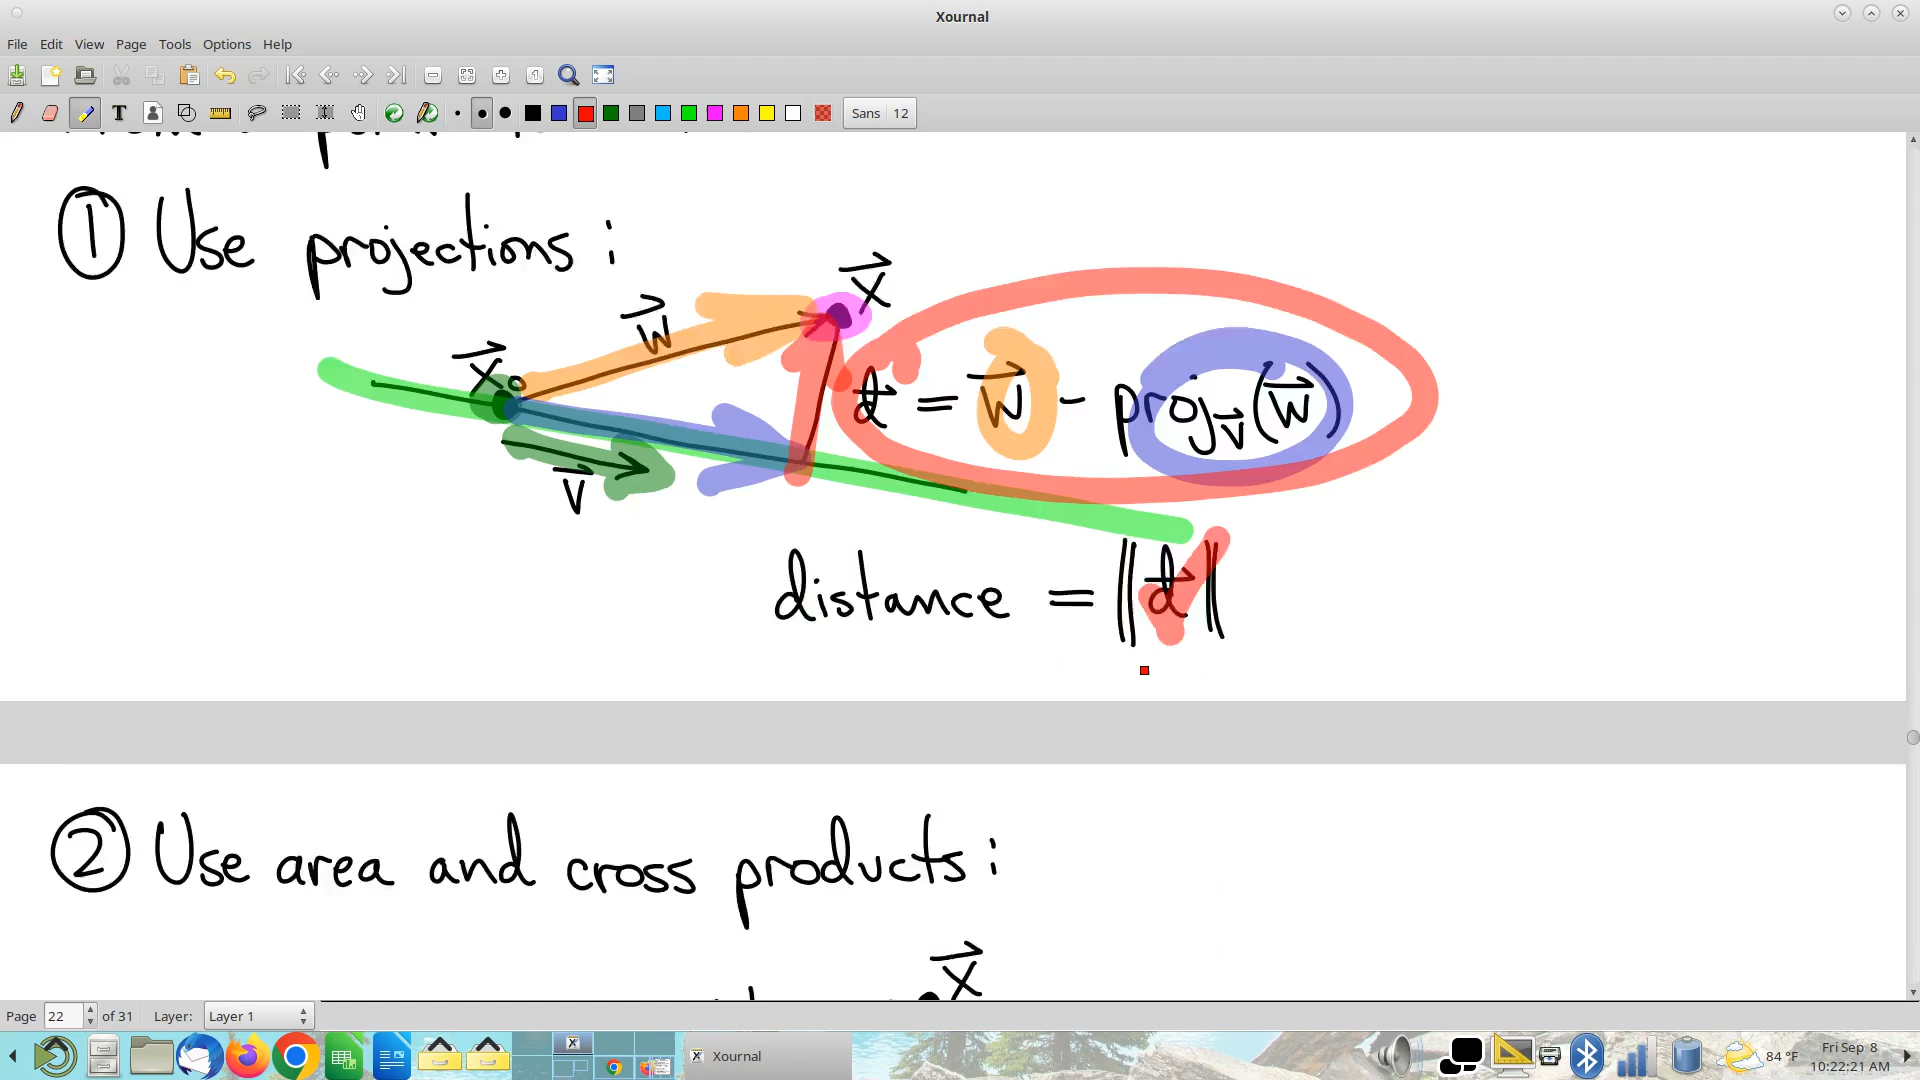 Xournal
File Edit View Page Tools Options Help
Sans 12
① Use projections :
x⃗
w⃗
x⃗₀
d⃗ = w⃗ - proj_v⃗(w⃗)
v⃗
distance = ||d⃗||
② Use area and cross products :
x⃗
Page 22 of 31 Layer: Layer 1
Xournal
84 °F
Fri Sep 8
10:22:21 AM